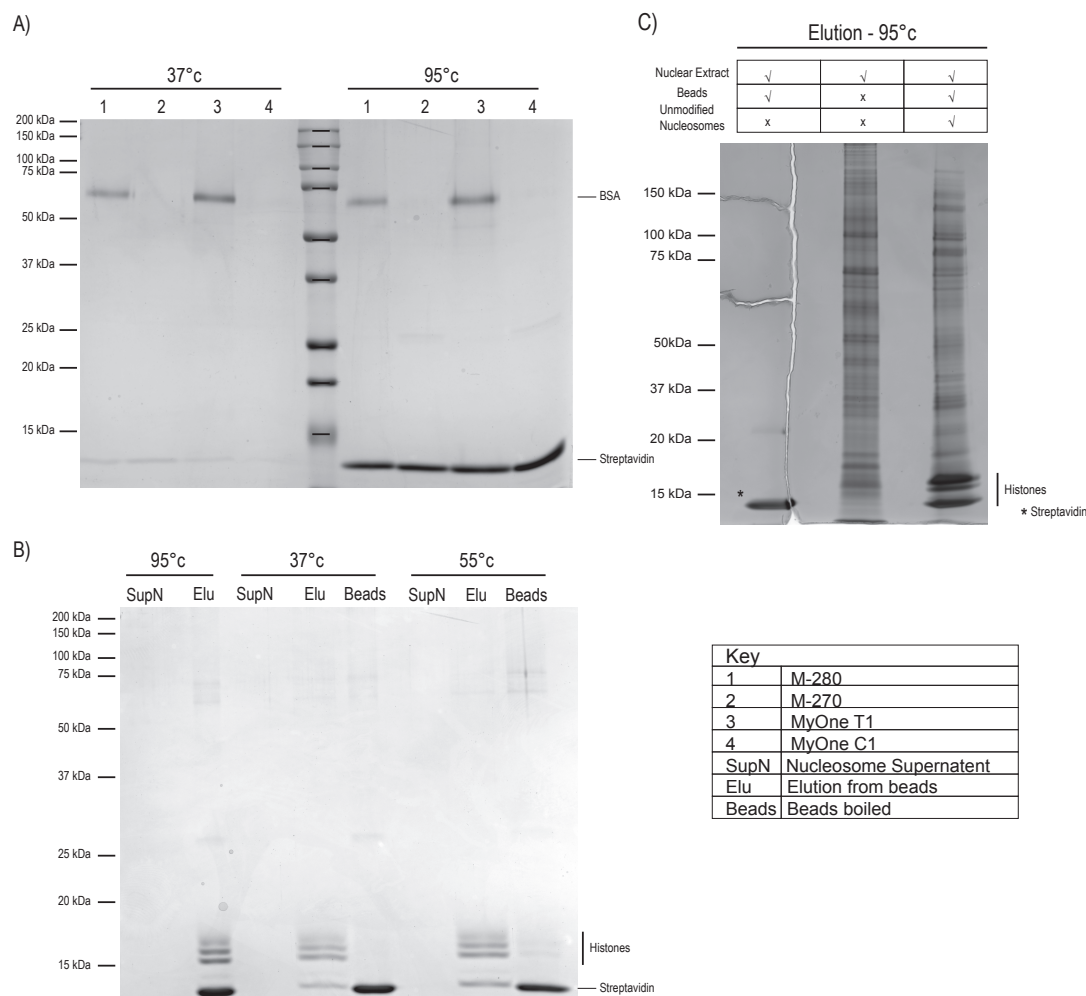 A)
37°c
95°c
1 2 3 4
1 2 3 4
200 kDa
150 kDa
100 kDa
75 kDa
50 kDa
37 kDa
25 kDa
20 kDa
15 kDa
BSA
Streptavidin
B)
95°c
37°c
55°c
SupN Elu SupN Elu Beads SupN Elu Beads
200 kDa
150 kDa
100 kDa
75 kDa
50 kDa
37 kDa
25 kDa
20 kDa
15 kDa
Histones
Streptavidin
C)
Elution - 95°c
Nuclear Extract √ √ √
Beads √ x √
Unmodified
Nucleosomes x x √
150 kDa
100 kDa
75 kDa
50kDa
37 kDa
20 kDa
15 kDa
*
Histones
* Streptavidin
Key
1 M-280
2 M-270
3 MyOne T1
4 MyOne C1
SupN Nucleosome Supernatent
Elu Elution from beads
Beads Beads boiled